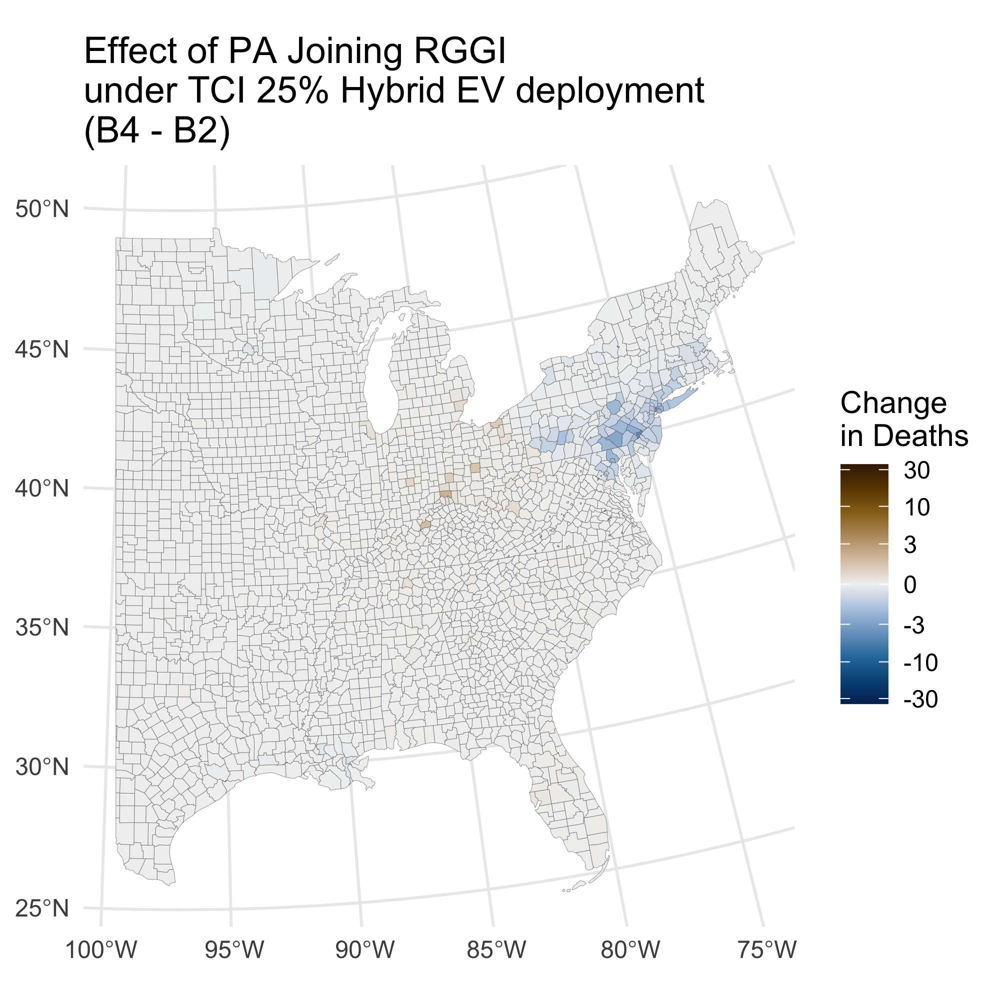 Effect of PA Joining RGGI
under TCI 25% Hybrid EV deployment
(B4 - B2)
50°N
45°N
40°N
35°N
30°N
25°N
100°W
95°W
90°W
85°W
80°W
75°W
Change
in Deaths
30
10
3
0
-3
-10
-30